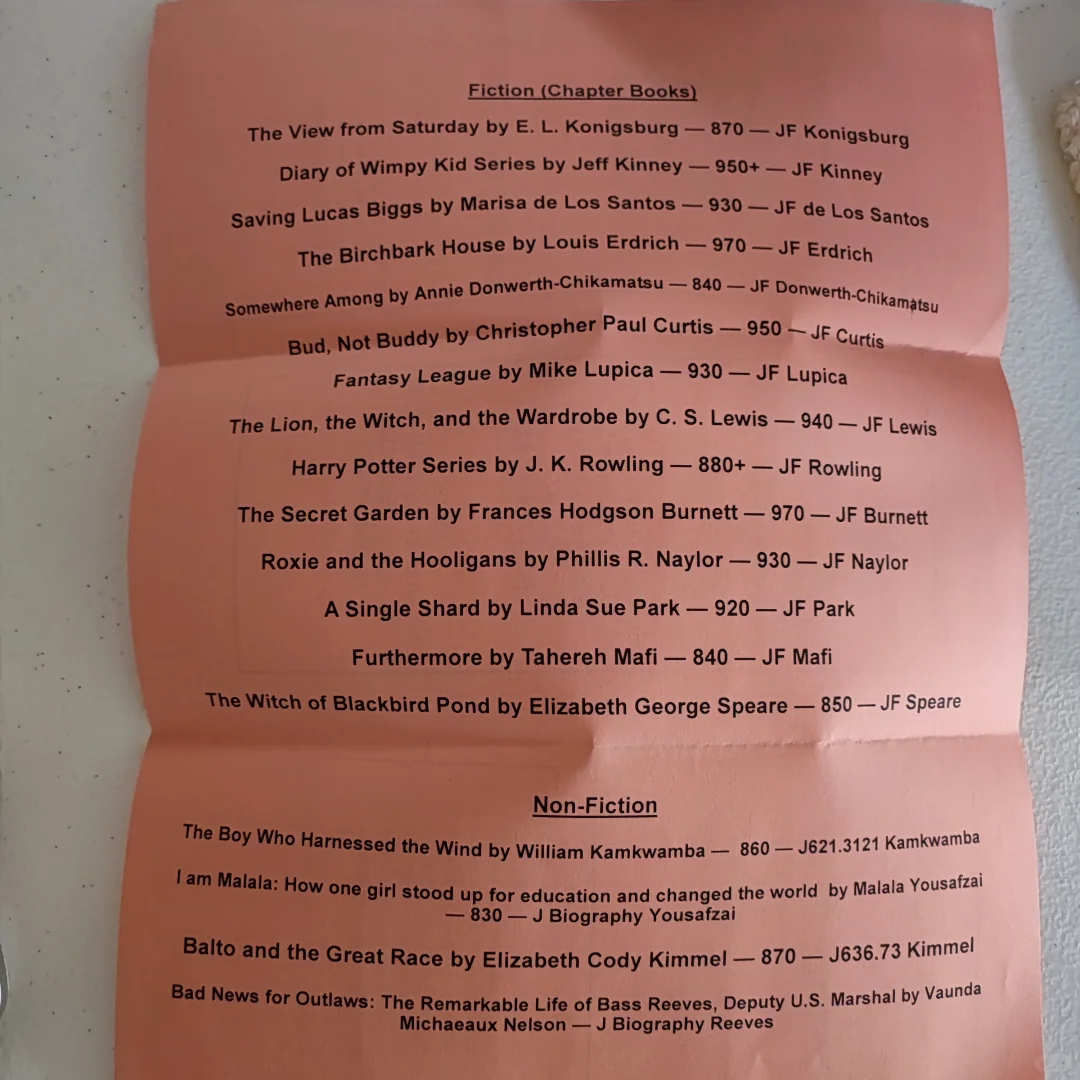 Fiction (Chapter Books)
The View from Saturday by E. L. Konigsburg — 870 — JF Konigsburg
Diary of Wimpy Kid Series by Jeff Kinney — 950+ — JF Kinney
Saving Lucas Biggs by Marisa de Los Santos — 930 — JF de Los Santos
The Birchbark House by Louis Erdrich — 970 — JF Erdrich
Somewhere Among by Annie Donwerth-Chikamatsu — 840 — JF Donwerth-Chikamatsu
Bud, Not Buddy by Christopher Paul Curtis — 950 — JF Curtis
Fantasy League by Mike Lupica — 930 — JF Lupica
The Lion, the Witch, and the Wardrobe by C. S. Lewis — 940 — JF Lewis
Harry Potter Series by J. K. Rowling — 880+ — JF Rowling
The Secret Garden by Frances Hodgson Burnett — 970 — JF Burnett
Roxie and the Hooligans by Phillis R. Naylor — 930 — JF Naylor
A Single Shard by Linda Sue Park — 920 — JF Park
Furthermore by Tahereh Mafi — 840 — JF Mafi
The Witch of Blackbird Pond by Elizabeth George Speare — 850 — JF Speare
Non-Fiction
The Boy Who Harnessed the Wind by William Kamkwamba — 860 — J621.3121 Kamkwamba
I am Malala: How one girl stood up for education and changed the world by Malala Yousafzai
— 830 — J Biography Yousafzai
Balto and the Great Race by Elizabeth Cody Kimmel — 870 — J636.73 Kimmel
Bad News for Outlaws: The Remarkable Life of Bass Reeves, Deputy U.S. Marshal by Vaunda
Michaeaux Nelson — J Biography Reeves